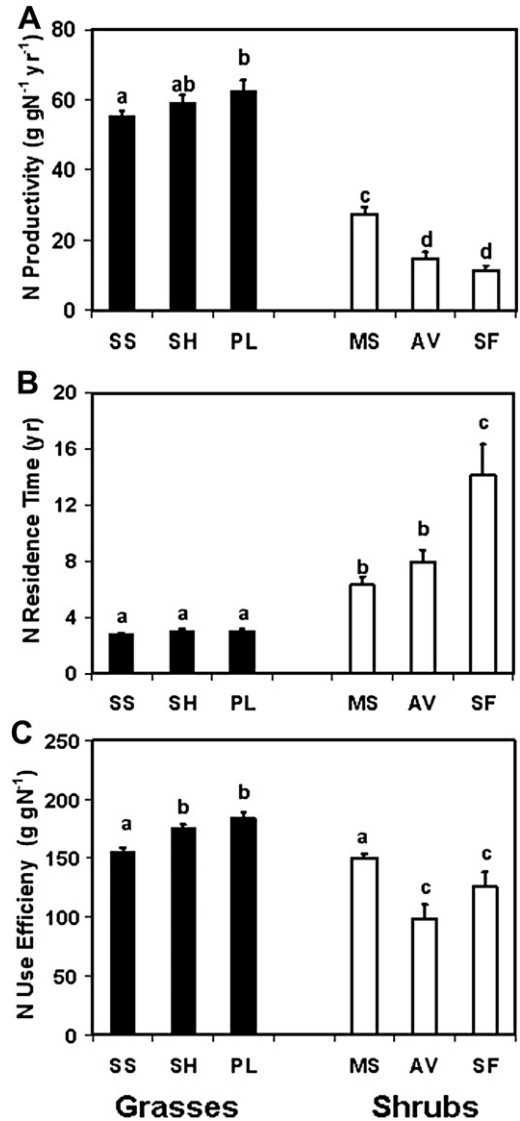 A
N Productivity (g gN⁻¹ yr⁻¹)
80
60
40
20
0
a
ab
b
c
d
d
SS SH PL MS AV SF
B
N Residence Time (yr)
20
16
12
8
4
0
a
a
a
b
b
c
SS SH PL MS AV SF
C
N Use Efficieny (g gN⁻¹)
250
200
150
100
50
0
a
b
b
a
c
c
SS SH PL MS AV SF
Grasses Shrubs